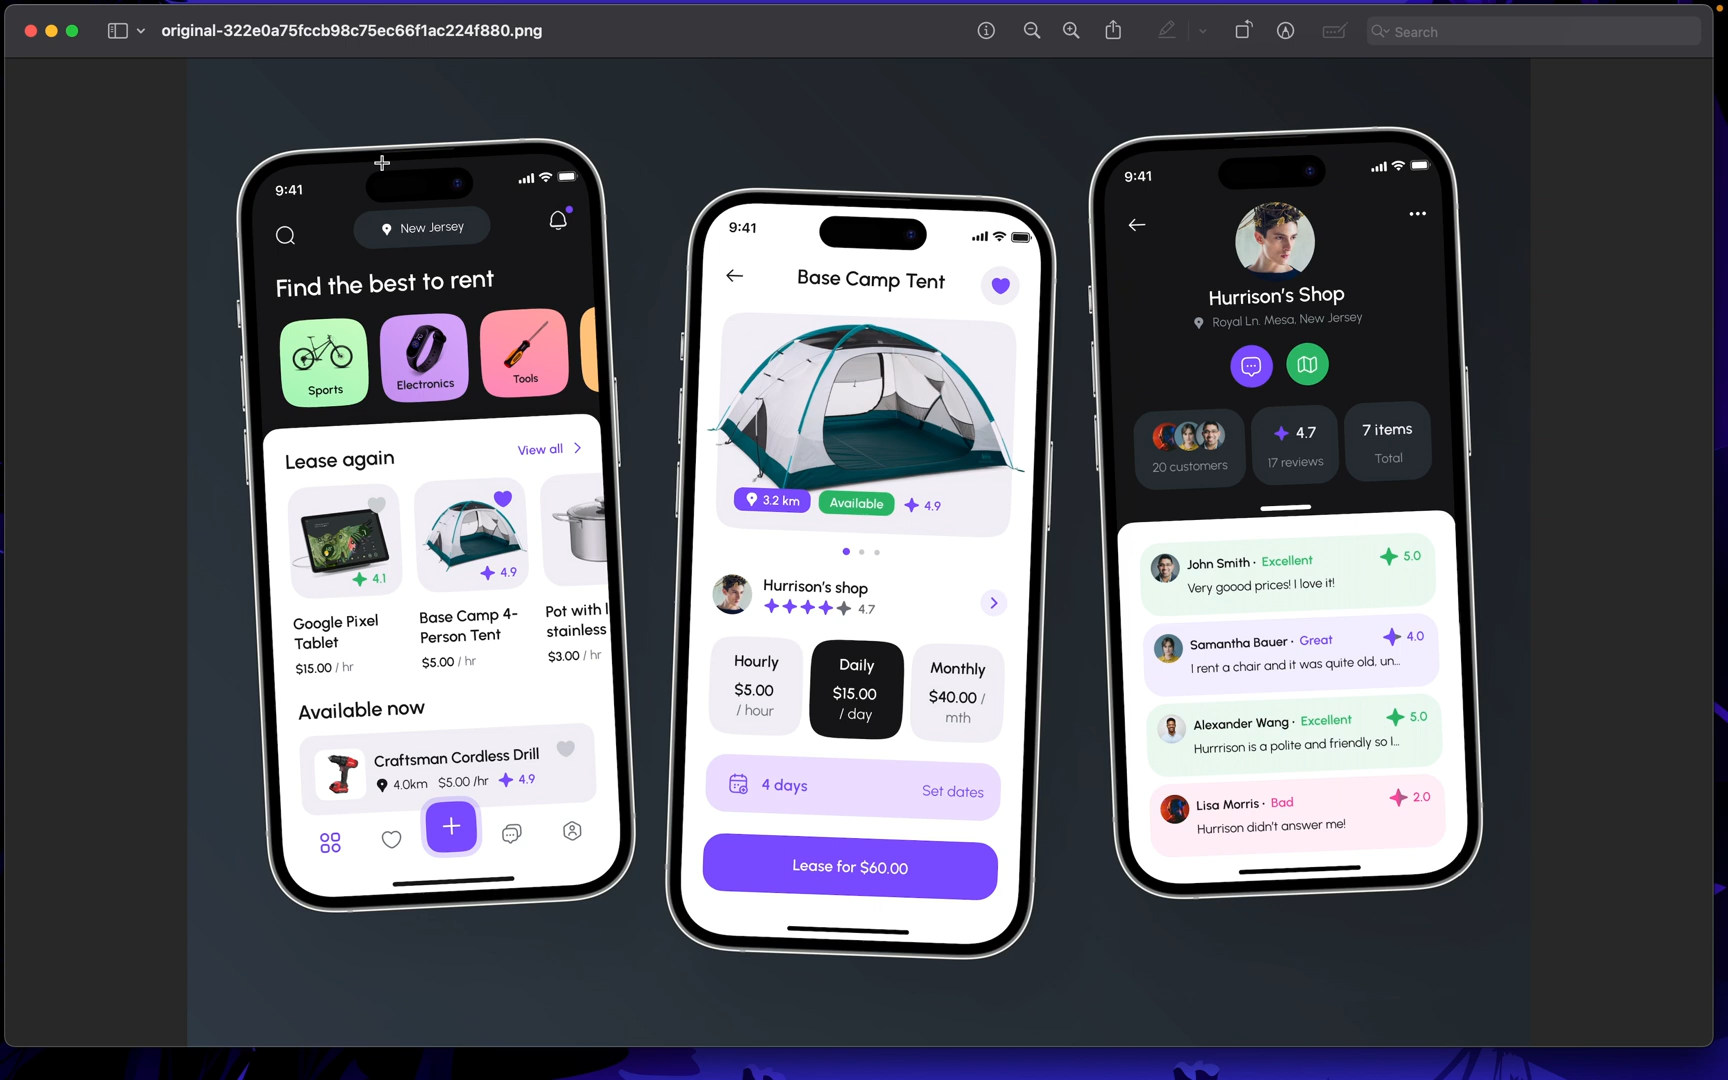 original-322e0a75fccb98c75ec66f1ac224f880.png
Search
9:41
New Jersey
Find the best to rent
Sports
Electronics
Tools
Lease again
View all
4.1
4.9
Google Pixel
Tablet
$15.00 / hr
Base Camp 4-
Person Tent
$5.00 / hr
Pot with l
stainless
$3.00 / hr
Available now
Craftsman Cordless Drill
4.0km $5.00 /hr 4.9
9:41
Base Camp Tent
3.2 km
Available
4.9
Hurrison's shop
4.7
Hourly
$5.00
/ hour
Daily
$15.00
/ day
Monthly
$40.00 /
mth
4 days
Set dates
Lease for $60.00
9:41
Hurrison's Shop
Royal Ln. Mesa, New Jersey
20 customers
4.7
17 reviews
7 items
Total
John Smith · Excellent
5.0
Very goood prices! I love it!
Samantha Bauer · Great
4.0
I rent a chair and it was quite old, un...
Alexander Wang · Excellent
5.0
Hurrrison is a polite and friendly so l...
Lisa Morris · Bad
2.0
Hurrison didn't answer me!